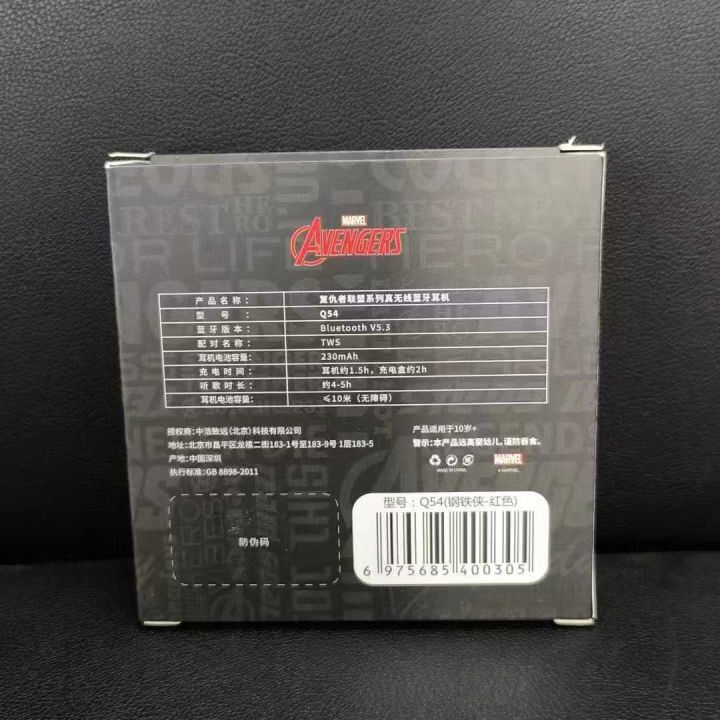 MARVEL
AVENGERS
产品名称： 复仇者联盟系列真无线蓝牙耳机
型号： Q54
蓝牙版本： Bluetooth V5.3
配对名称： TWS
耳机电池容量： 230mAh
充电时间： 耳机约1.5h，充电盒约2h
听歌时长： 约4-5h
耳机电池容量： ≤10米（无障碍）
授权商：中浩致远(北京)科技有限公司
地址：北京市昌平区龙禧二街183-1号至183-9号 1层183-5
产地：中国深圳
执行标准：GB 8898-2011
产品适用于10岁+
警示：本产品远离婴幼儿，谨防吞食。
MADE IN CHINA
MARVEL
© MARVEL
防伪码
型号：Q54(钢铁侠-红色)
6 975685 400305